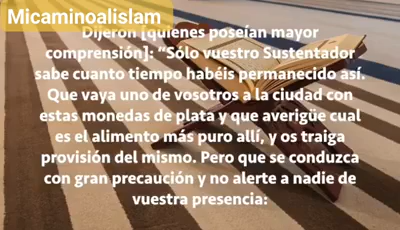 Micaminoalislam
Dijeron [quienes poseían mayor
comprensión]: “Sólo vuestro Sustentador
sabe cuanto tiempo habéis permanecido así.
Que vaya uno de vosotros a la ciudad con
estas monedas de plata y que averigüe cual
es el alimento más puro allí, y os traiga
provisión del mismo. Pero que se conduzca
con gran precaución y no alerte a nadie de
vuestra presencia: